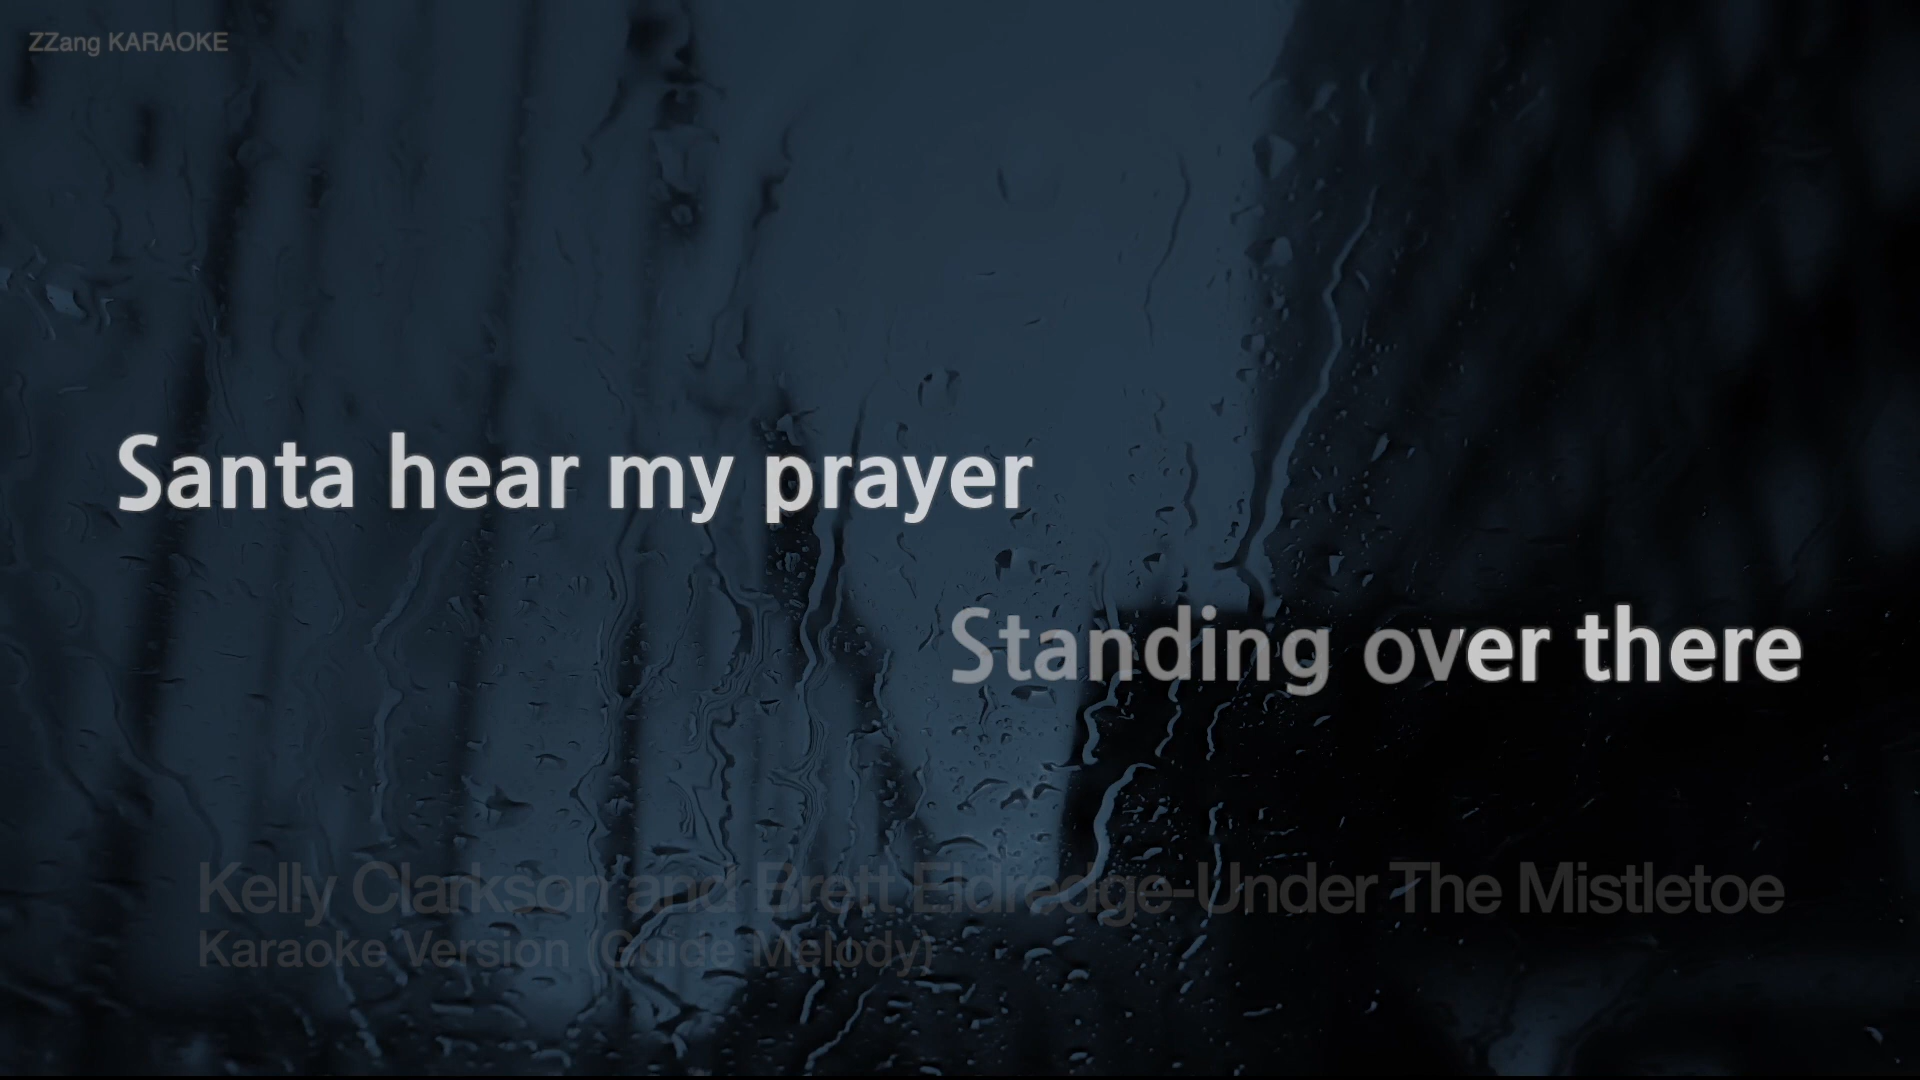 ZZang KARAOKE
Santa hear my prayer
Standing over there
Kelly Clarkson and Brett Eldredge-Under The Mistletoe
Karaoke Version (Guide Melody)